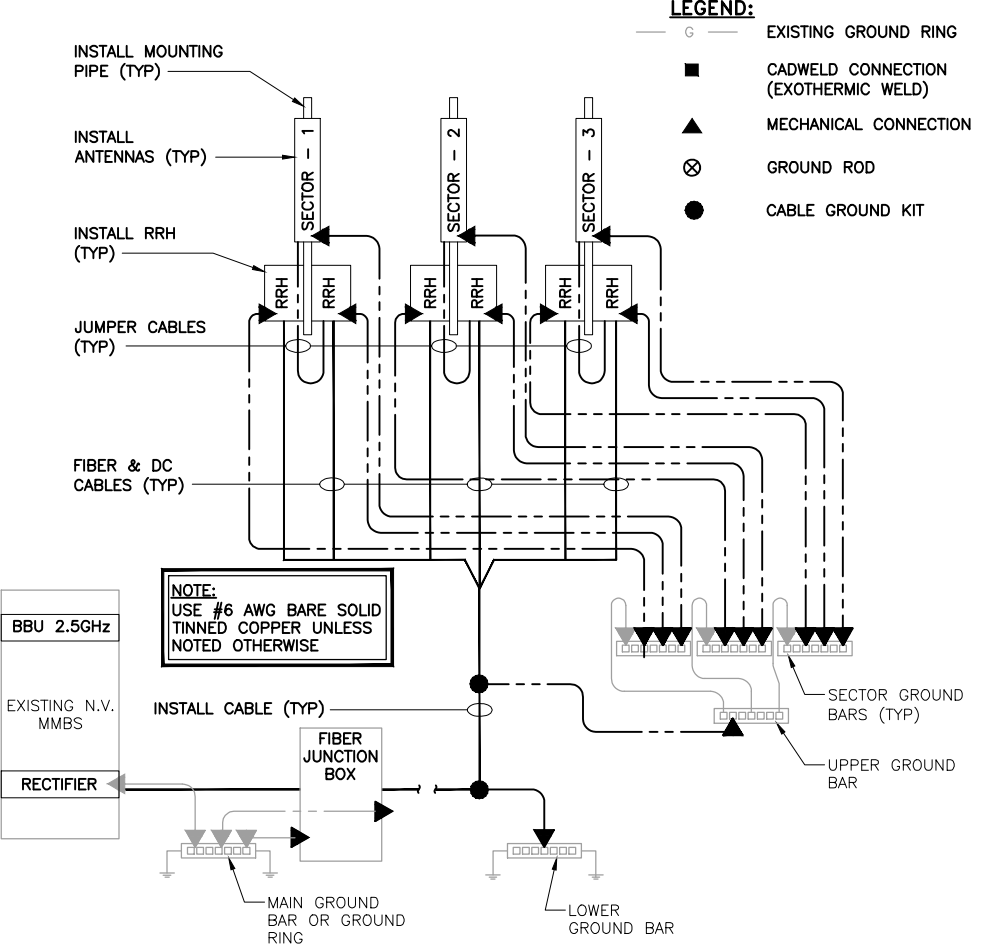 LEGEND:
G
EXISTING GROUND RING
CADWELD CONNECTION
(EXOTHERMIC WELD)
MECHANICAL CONNECTION
GROUND ROD
CABLE GROUND KIT
INSTALL MOUNTING
PIPE (TYP)
INSTALL
ANTENNAS (TYP)
INSTALL RRH
(TYP)
JUMPER CABLES
(TYP)
FIBER & DC
CABLES (TYP)
SECTOR - 1
SECTOR - 2
SECTOR - 3
RRH
RRH
RRH
RRH
RRH
RRH
NOTE:
USE #6 AWG BARE SOLID
TINNED COPPER UNLESS
NOTED OTHERWISE
BBU 2.5GHz
EXISTING N.V.
MMBS
RECTIFIER
INSTALL CABLE (TYP)
FIBER
JUNCTION
BOX
SECTOR GROUND
BARS (TYP)
UPPER GROUND
BAR
MAIN GROUND
BAR OR GROUND
RING
LOWER
GROUND BAR